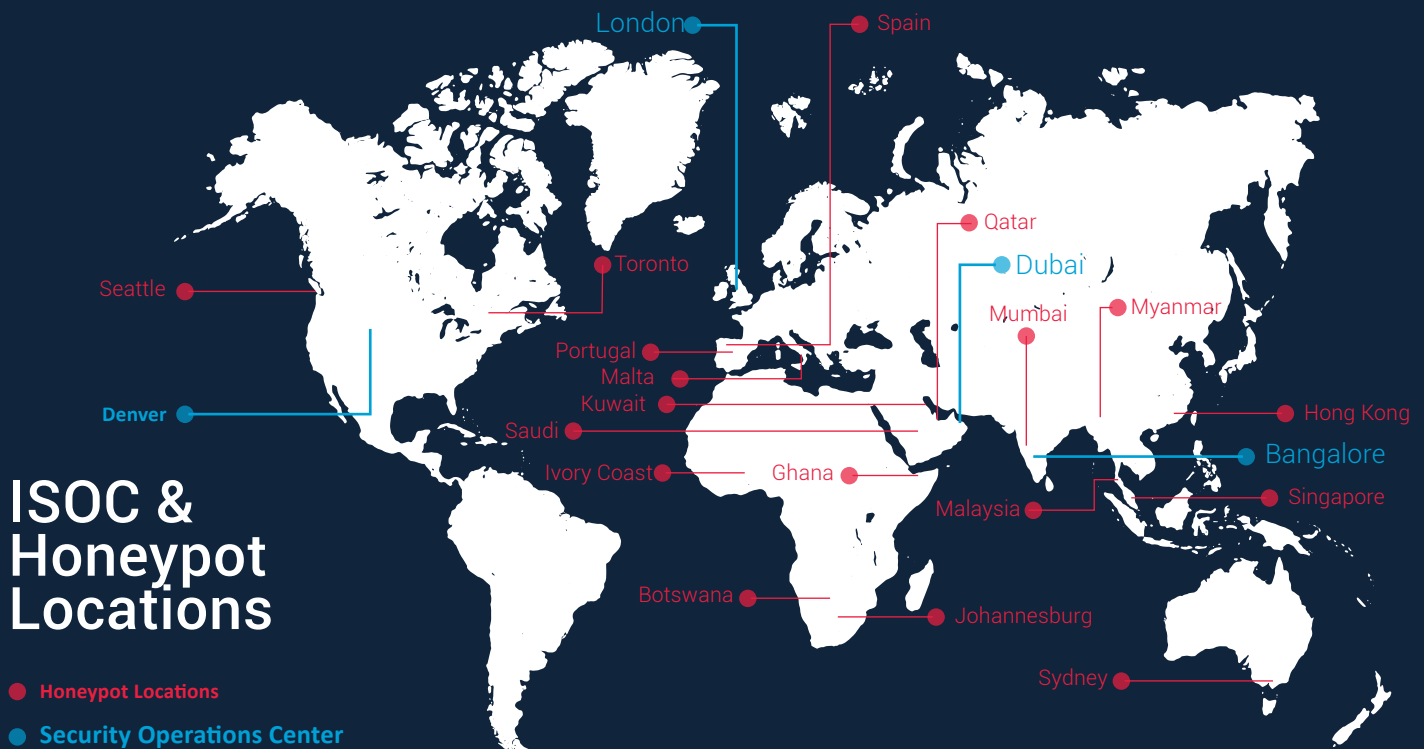 London
Spain
Qatar
Dubai
Toronto
Seattle
Mumbai
Myanmar
Portugal
Malta
Kuwait
Denver
Hong Kong
Saudi
Bangalore
Ivory Coast
Ghana
Singapore
Malaysia
ISOC &
Honeypot
Locations
Botswana
Johannesburg
Sydney
Honeypot Locations
Security Operations Center